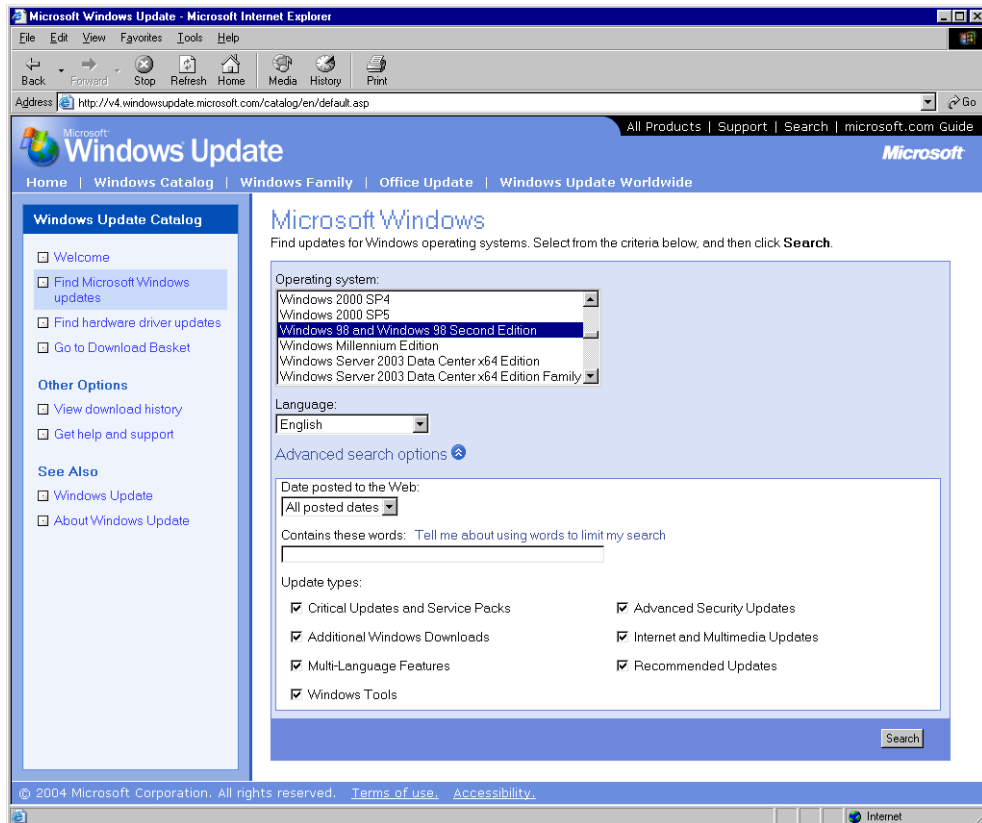 Microsoft Windows Update - Microsoft Internet Explorer
File Edit View Favorites Tools Help
Back Forward Stop Refresh Home Media History Print
Address http://v4.windowsupdate.microsoft.com/catalog/en/default.asp Go
All Products | Support | Search | microsoft.com Guide
Microsoft
Windows Update
Microsoft
Home | Windows Catalog | Windows Family | Office Update | Windows Update Worldwide
Windows Update Catalog
Welcome
Find Microsoft Windows
updates
Find hardware driver updates
Go to Download Basket
Other Options
View download history
Get help and support
See Also
Windows Update
About Windows Update
Microsoft Windows
Find updates for Windows operating systems. Select from the criteria below, and then click Search.
Operating system:
Windows 2000 SP4
Windows 2000 SP5
Windows 98 and Windows 98 Second Edition
Windows Millennium Edition
Windows Server 2003 Data Center x64 Edition
Windows Server 2003 Data Center x64 Edition Family
Language:
English
Advanced search options
Date posted to the Web:
All posted dates
Contains these words: Tell me about using words to limit my search
Update types:
Critical Updates and Service Packs Advanced Security Updates
Additional Windows Downloads Internet and Multimedia Updates
Multi-Language Features Recommended Updates
Windows Tools
Search
© 2004 Microsoft Corporation. All rights reserved. Terms of use. Accessibility.
Internet